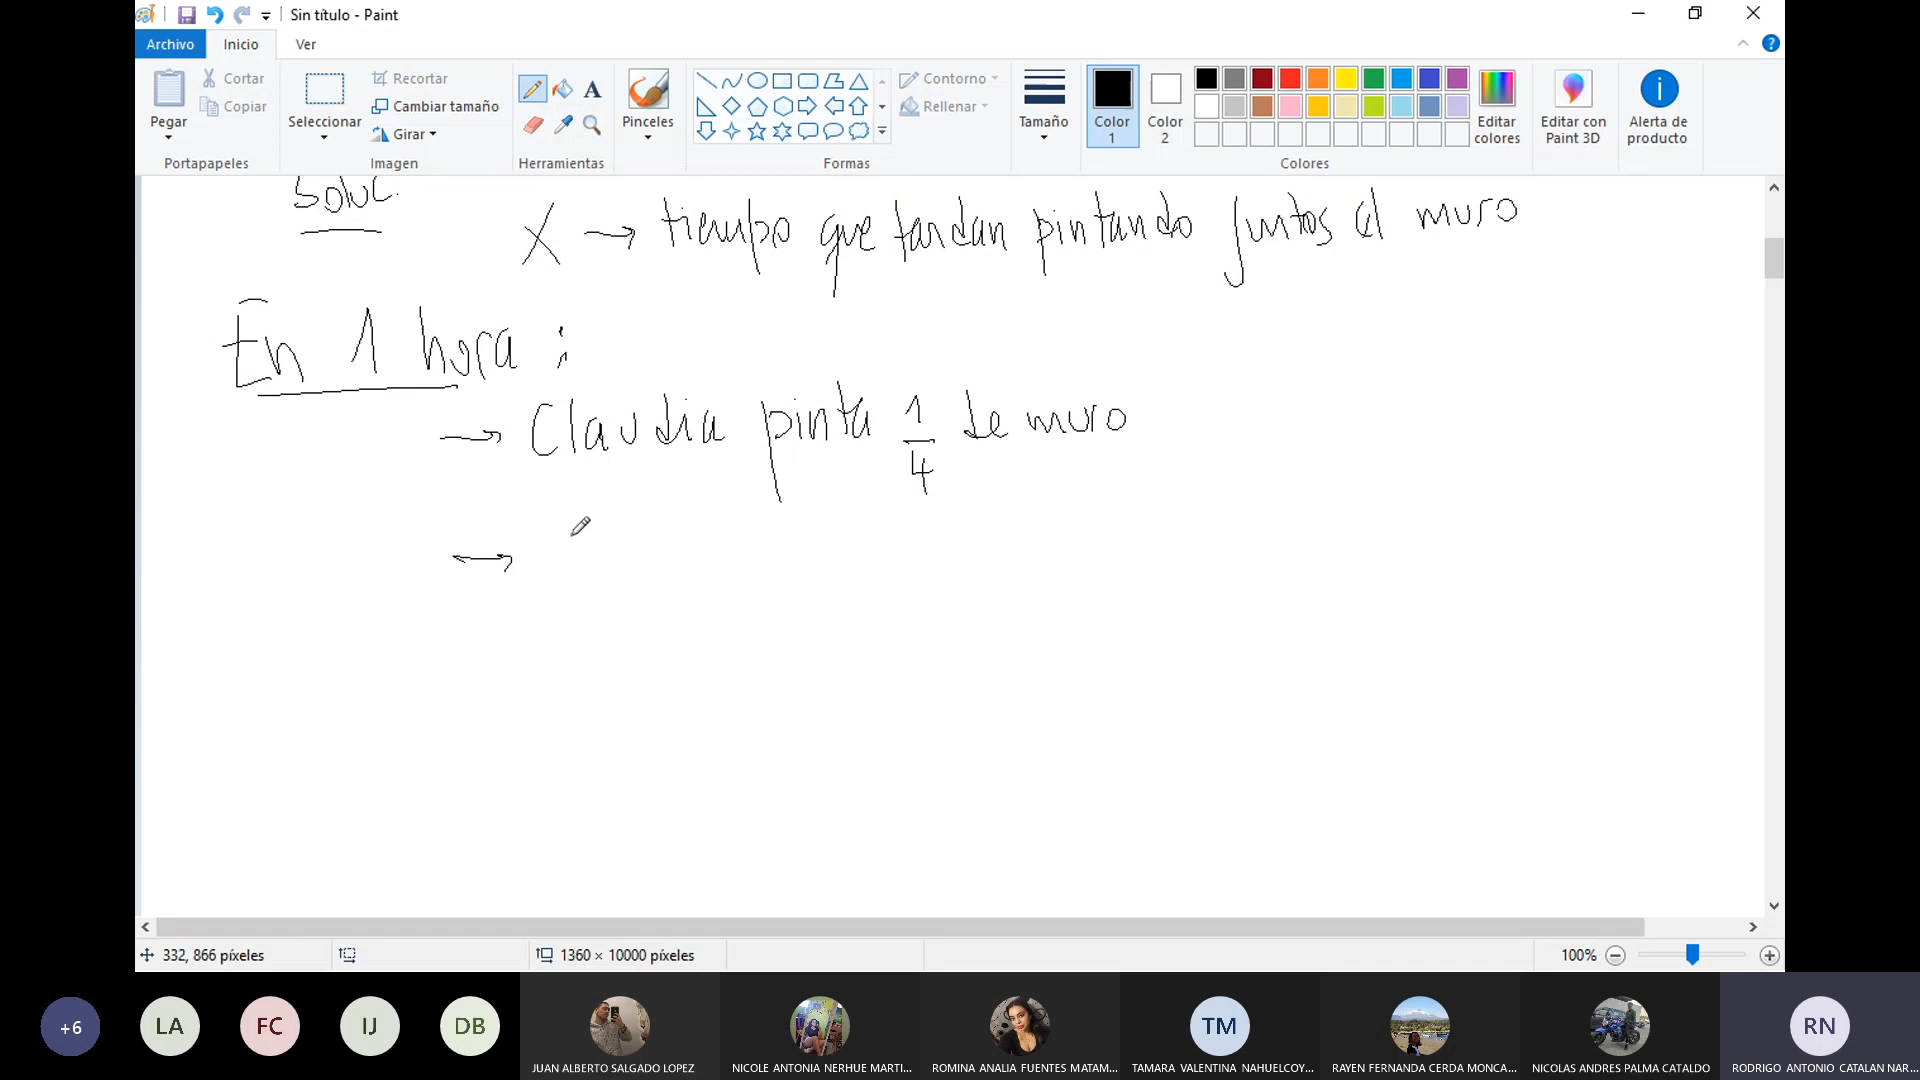 Sin título - Paint
Archivo Inicio Ver
Pegar
Cortar
Copiar
Portapapeles
Seleccionar
Recortar
Cambiar tamaño
Girar
Imagen
A
Herramientas
Pinceles
Contorno
Rellenar
Formas
Tamaño
Color 1
Color 2
Editar colores
Colores
Editar con Paint 3D
Alerta de producto
Soluc.
X → tiempo que tardan pintando juntos el muro
En 1 hora :
→ Claudia pinta 1/4 de muro
332, 866 píxeles
1360 × 10000 píxeles
100%
+6 LA FC IJ DB TM RN
JUAN ALBERTO SALGADO LOPEZ
NICOLE ANTONIA NERHUE MARTI...
ROMINA ANALIA FUENTES MATAM...
TAMARA VALENTINA NAHUELCOY...
RAYEN FERNANDA CERDA MONCA...
NICOLAS ANDRES PALMA CATALDO
RODRIGO ANTONIO CATALAN NAR...